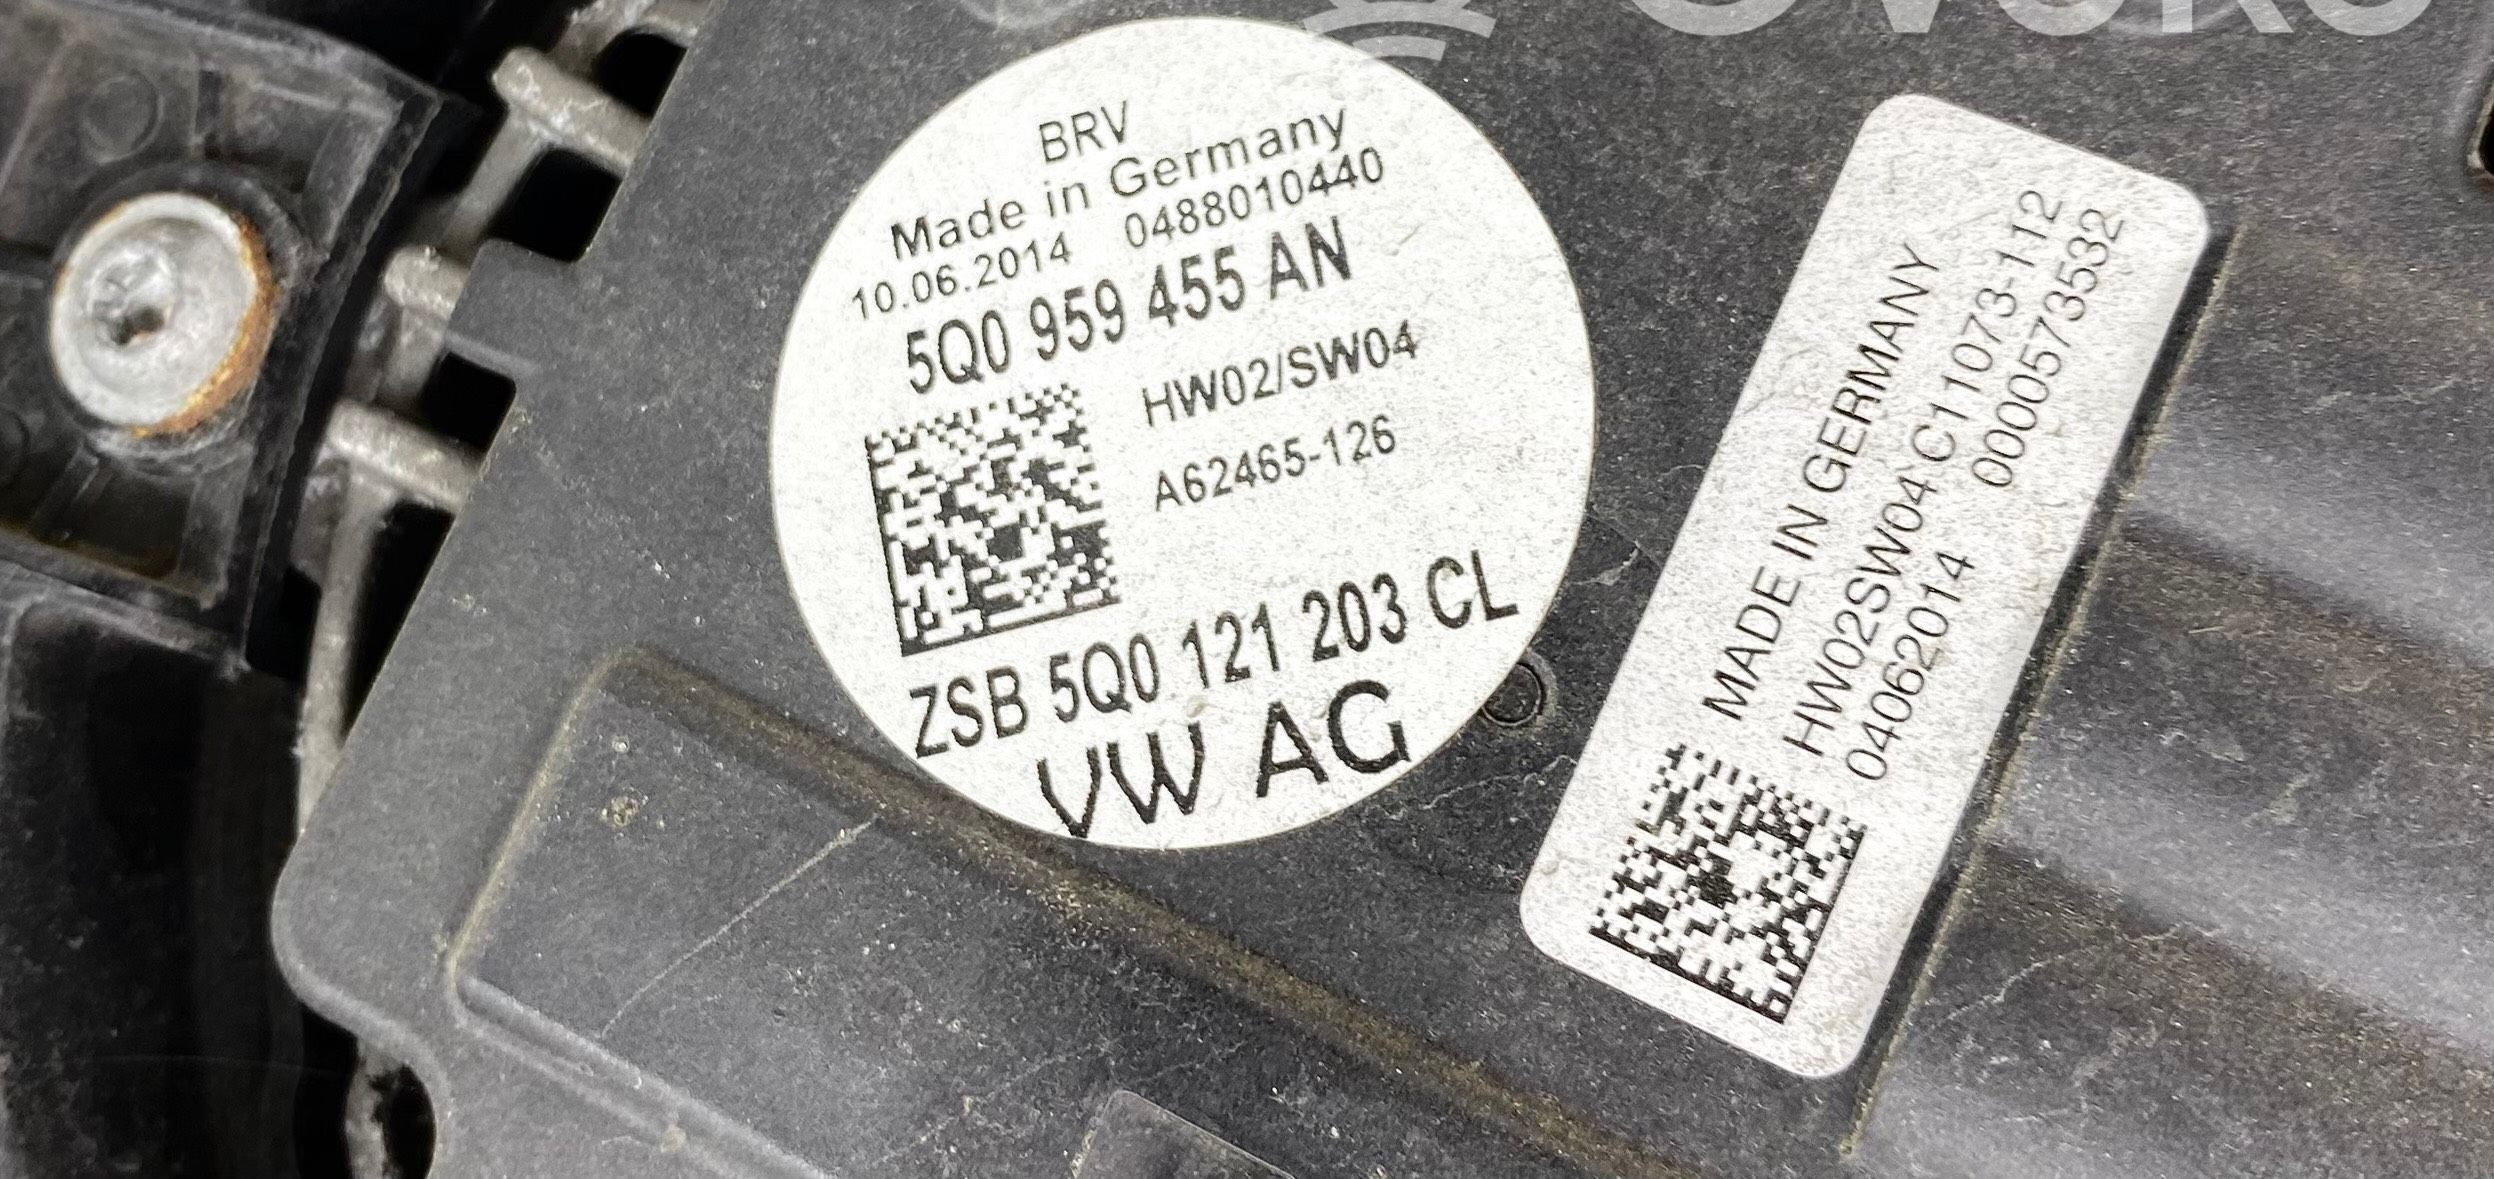 BRV
Made in Germany
10.06.2014 0488010440
5Q0 959 455 AN
HW02/SW04
A62465-126
ZSB 5Q0 121 203 CL
VW AG
MADE IN GERMANY
HW02SW04 C11073-112
04062014 0000573532